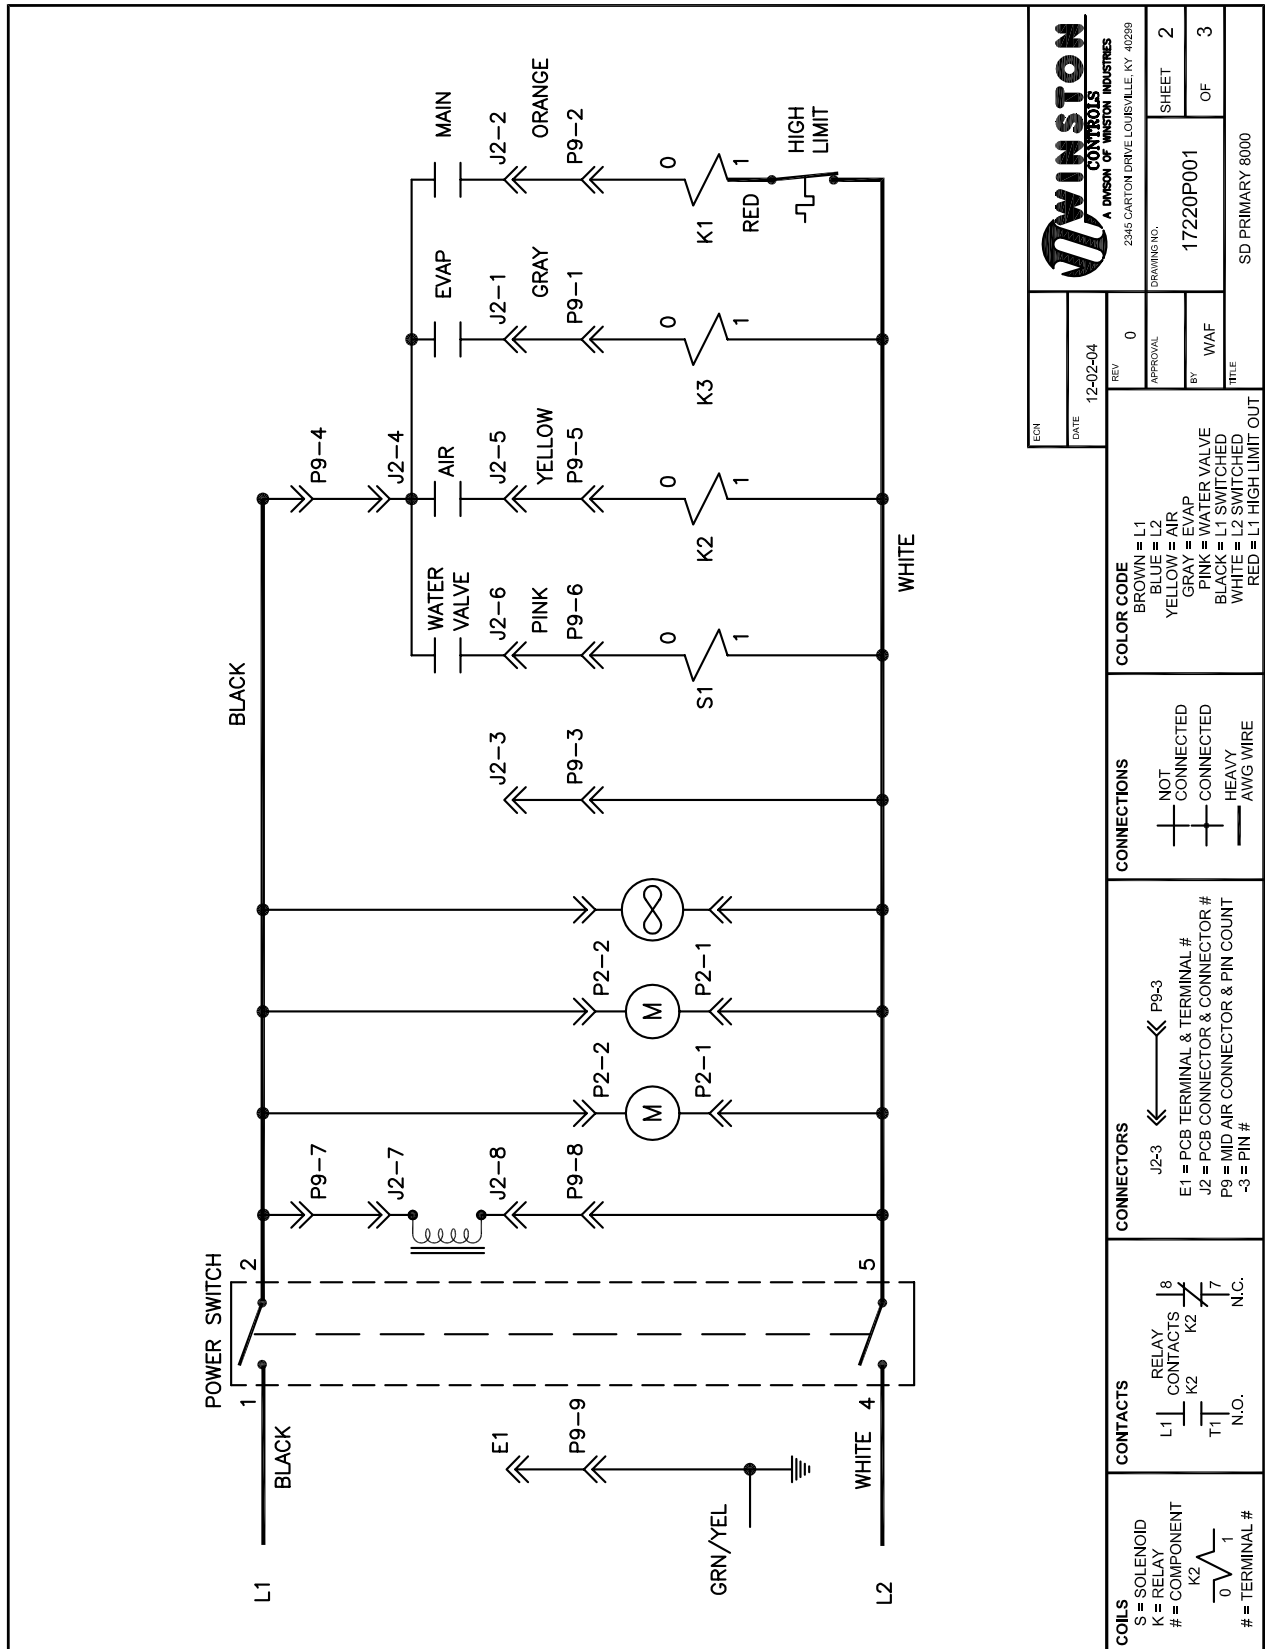 L1
BLACK
1
POWER SWITCH
2
P9-7
J2-7
J2-8
P9-8
5
4
WHITE
L2
GRN/YEL
E1
P9-9
P2-2
M
P2-1
P2-2
M
P2-1
BLACK
J2-3
P9-3
WATER
VALVE
J2-6
PINK
P9-6
0
S1
1
P9-4
J2-4
AIR
J2-5
YELLOW
P9-5
0
K2
1
WHITE
EVAP
J2-1
GRAY
P9-1
0
K3
1
MAIN
J2-2
ORANGE
P9-2
0
K1
1
RED
HIGH
LIMIT
COILS
S = SOLENOID
K = RELAY
# = COMPONENT
K2
0
1
# = TERMINAL #
CONTACTS
RELAY
CONTACTS
L1
K2
T1
N.O.
8
K2
7
N.C.
CONNECTORS
J2-3
P9-3
E1 = PCB TERMINAL & TERMINAL #
J2 = PCB CONNECTOR & CONNECTOR #
P9 = MID AIR CONNECTOR & PIN COUNT
-3 = PIN #
CONNECTIONS
NOT
CONNECTED
CONNECTED
HEAVY
AWG WIRE
COLOR CODE
BROWN = L1
BLUE = L2
YELLOW = AIR
GRAY = EVAP
PINK = WATER VALVE
BLACK = L1 SWITCHED
WHITE = L2 SWITCHED
RED = L1 HIGH LIMIT OUT
ECN
DATE
12-02-04
REV
0
APPROVAL
BY
WAF
TITLE
SD PRIMARY 8000
WINSTON
CONTROLS
A DIVISION OF WINSTON INDUSTRIES
2345 CARTON DRIVE LOUISVILLE, KY 40299
DRAWING NO.
17220P001
SHEET
2
OF
3